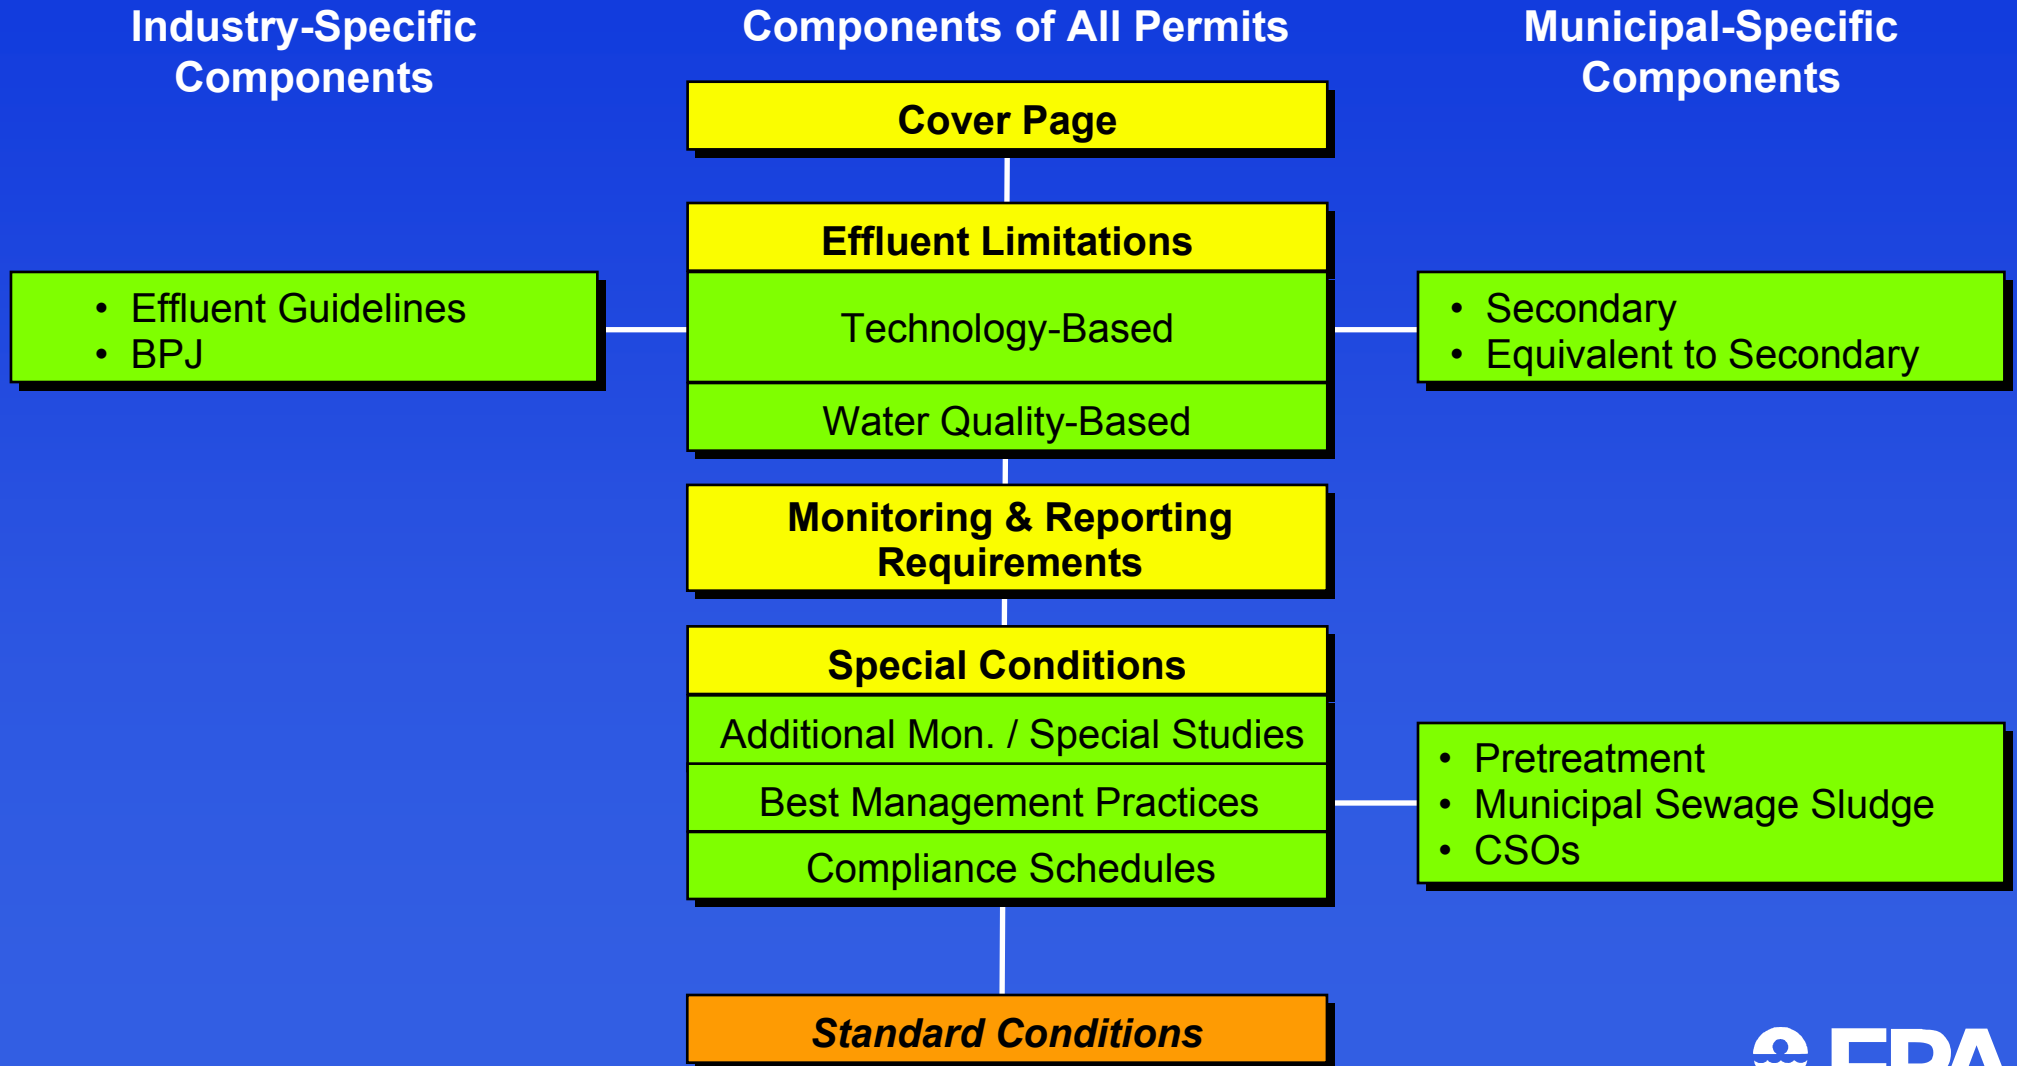 Industry-Specific
Components
Components of All Permits
Municipal-Specific
Components
Cover Page
Effluent Limitations
Technology-Based
Water Quality-Based
• Effluent Guidelines
• BPJ
• Secondary
• Equivalent to Secondary
Monitoring & Reporting
Requirements
Special Conditions
Additional Mon. / Special Studies
Best Management Practices
Compliance Schedules
• Pretreatment
• Municipal Sewage Sludge
• CSOs
Standard Conditions
EPA